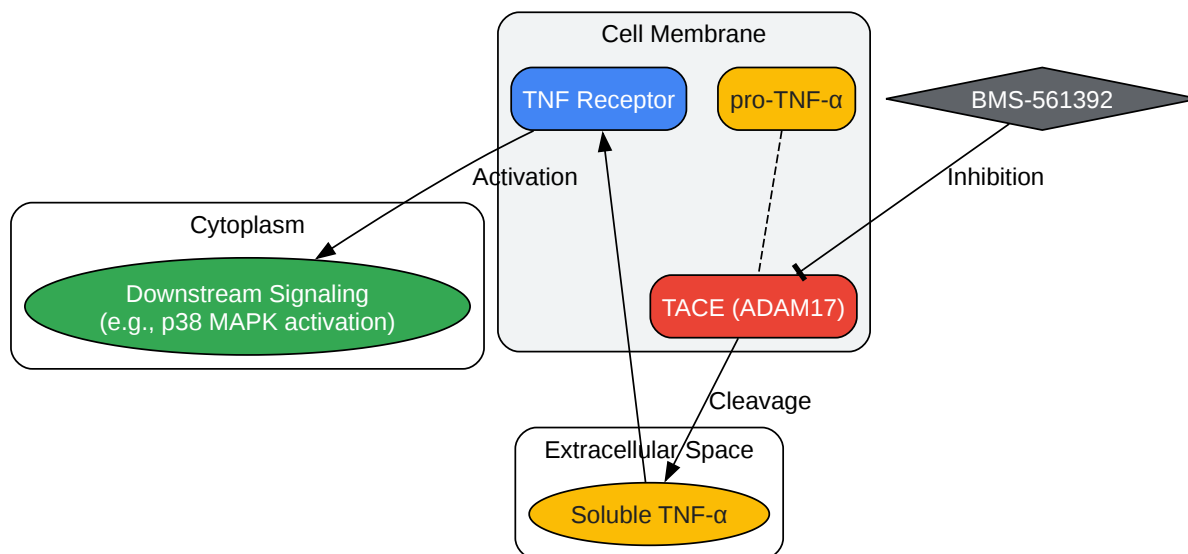 Cell Membrane
TNF Receptor
pro-TNF-α
BMS-561392
Activation
Inhibition
Cytoplasm
Downstream Signaling
(e.g., p38 MAPK activation)
TACE (ADAM17)
Cleavage
Extracellular Space
Soluble TNF-α